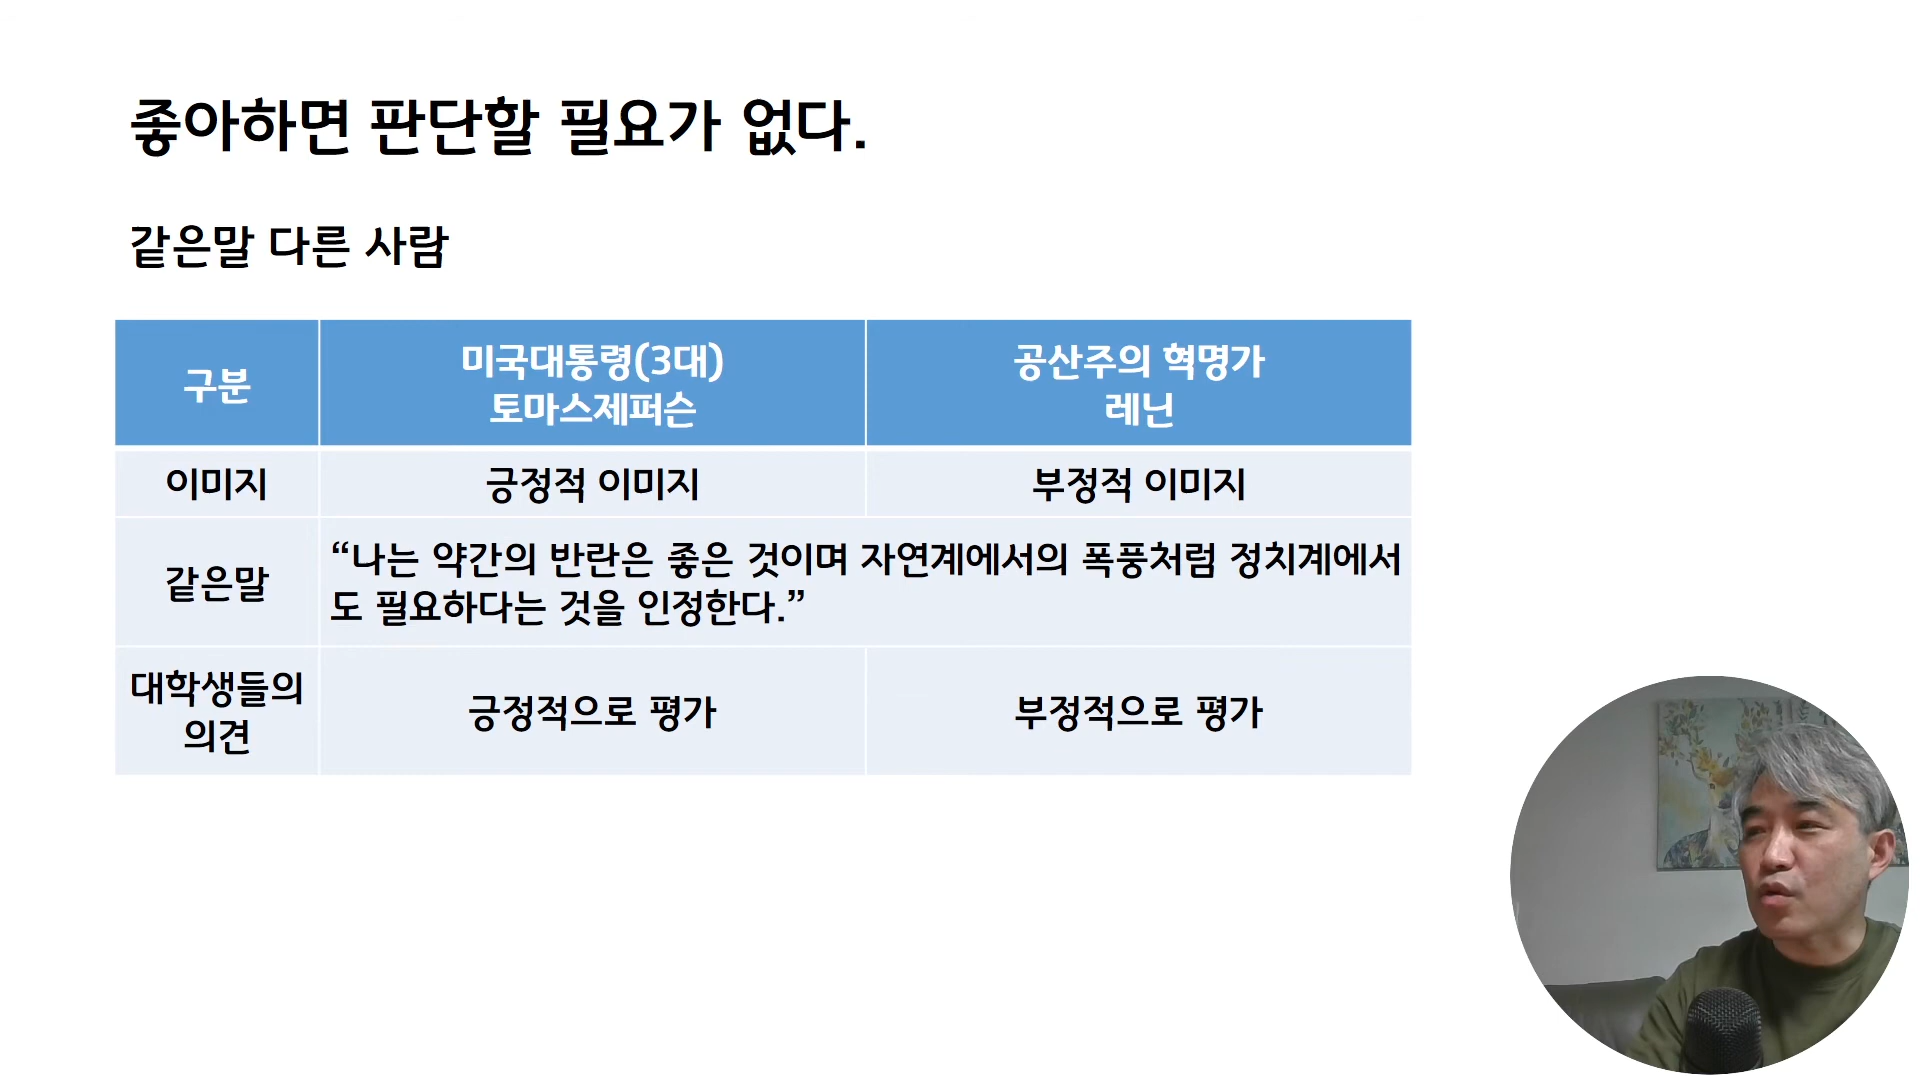 좋아하면 판단할 필요가 없다.
같은말 다른 사람
구분
미국대통령(3대)
토마스제퍼슨
공산주의 혁명가
레닌
이미지
긍정적 이미지
부정적 이미지
같은말
“나는 약간의 반란은 좋은 것이며 자연계에서의 폭풍처럼 정치계에서
도 필요하다는 것을 인정한다.”
대학생들의
의견
긍정적으로 평가
부정적으로 평가